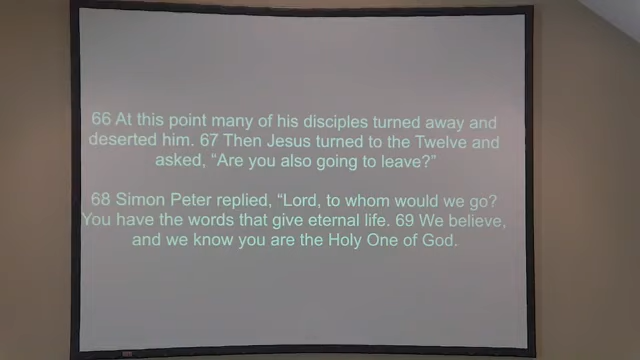 66 At this point many of his disciples turned away and
deserted him. 67 Then Jesus turned to the Twelve and
asked, “Are you also going to leave?”
68 Simon Peter replied, “Lord, to whom would we go?
You have the words that give eternal life. 69 We believe,
and we know you are the Holy One of God.